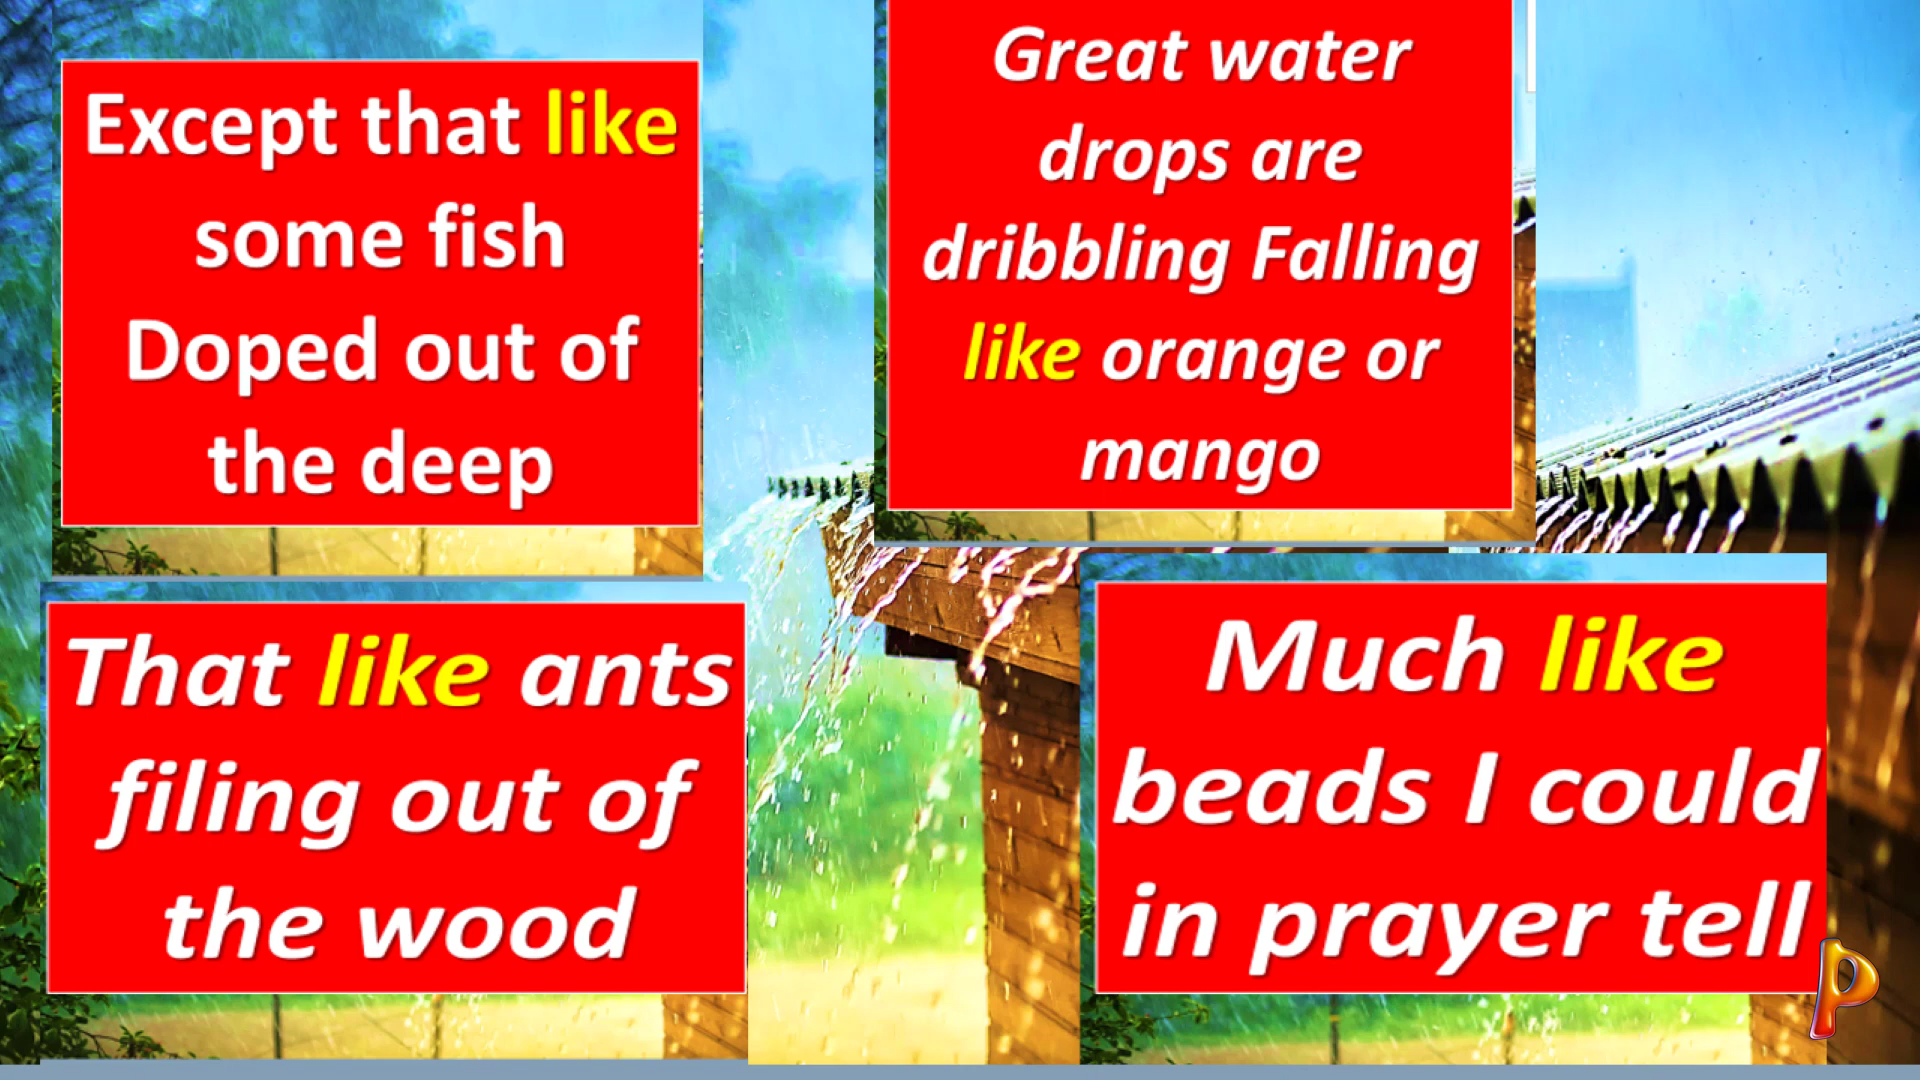 Except that like
some fish
Doped out of
the deep
Great water
drops are
dribbling Falling
like orange or
mango
That like ants
filing out of
the wood
Much like
beads I could
in prayer tell
P